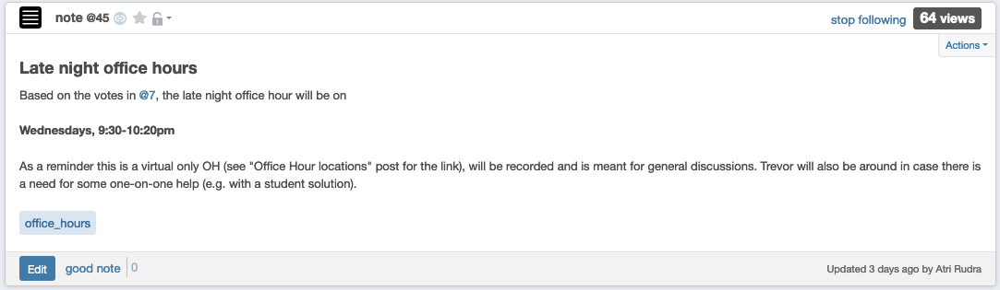 note @45
stop following 64 views
Actions
Late night office hours
Based on the votes in @7, the late night office hour will be on
Wednesdays, 9:30-10:20pm
As a reminder this is a virtual only OH (see "Office Hour locations" post for the link), will be recorded and is meant for general discussions. Trevor will also be around in case there is
a need for some one-on-one help (e.g. with a student solution).
office_hours
Edit good note 0 Updated 3 days ago by Atri Rudra